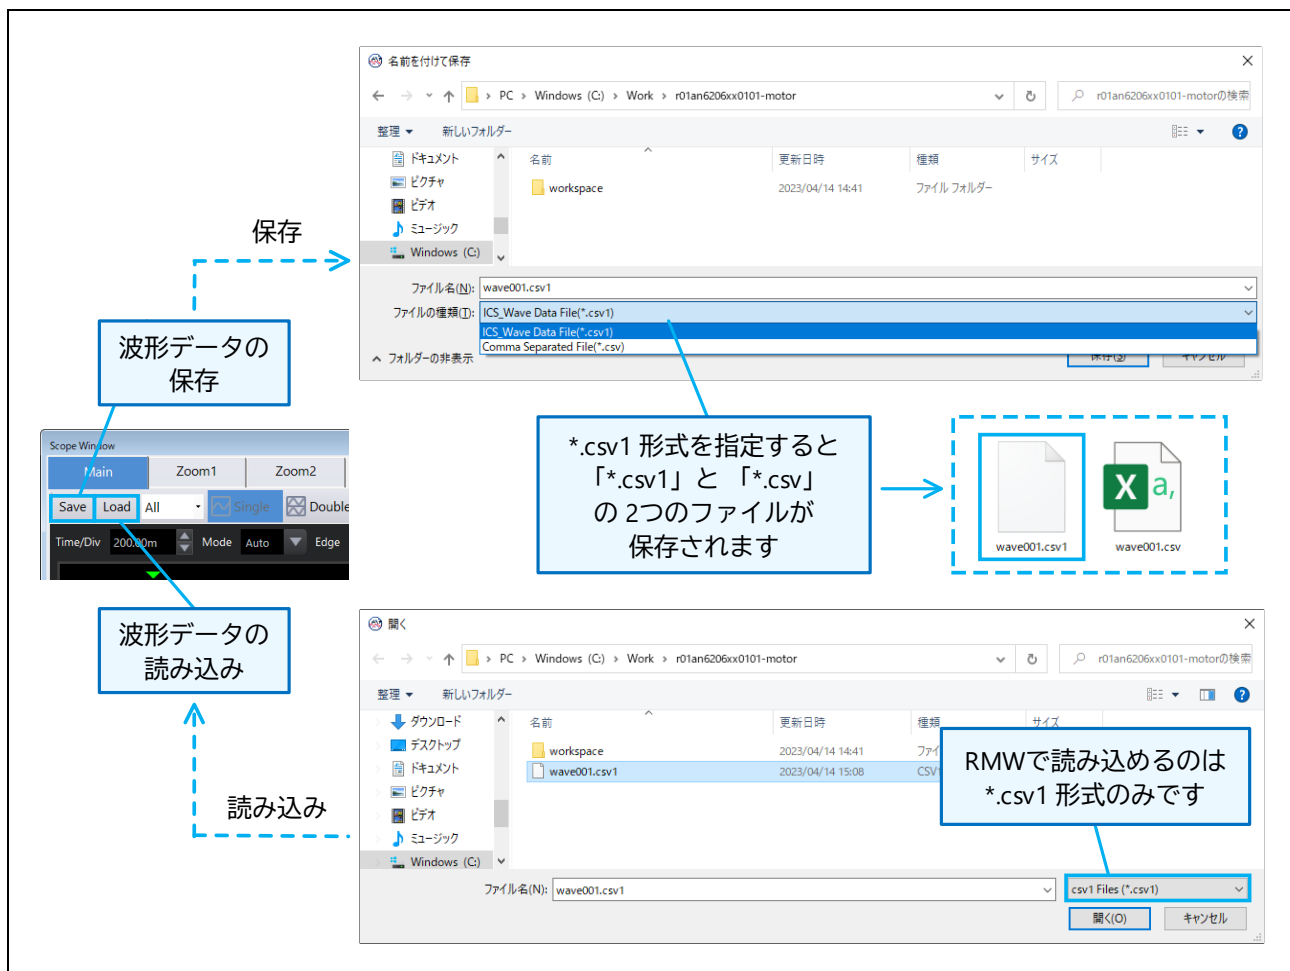 名前を付けて保存
PC › Windows (C:) › Work › r01an6206xx0101-motor
r01an6206xx0101-motorの検索
整理 新しいフォルダー
ドキュメント
ピクチャ
ビデオ
ミュージック
Windows (C:)
名前 更新日時 種類 サイズ
workspace 2023/04/14 14:41 ファイル フォルダー
ファイル名(N): wave001.csv1
ファイルの種類(T): ICS_Wave Data File(*.csv1)
ICS_Wave Data File(*.csv1)
Comma Separated File(*.csv)
フォルダーの非表示
保存(S) キャンセル
保存
波形データの
保存
Scope Window
Main Zoom1 Zoom2
Save Load All Single Double
Time/Div 200.00m Mode Auto Edge
*.csv1 形式を指定すると
「*.csv1」と 「*.csv」
の 2つのファイルが
保存されます
X a,
wave001.csv1 wave001.csv
波形データの
読み込み
読み込み
開く
PC › Windows (C:) › Work › r01an6206xx0101-motor
r01an6206xx0101-motorの検索
整理 新しいフォルダー
ダウンロード
デスクトップ
ドキュメント
ピクチャ
ビデオ
ミュージック
Windows (C:)
名前 更新日時 種類 サイズ
workspace 2023/04/14 14:41 ファイ
wave001.csv1 2023/04/14 15:08 CSV1
RMWで読み込めるのは
*.csv1 形式のみです
ファイル名(N): wave001.csv1
csv1 Files (*.csv1)
開く(O) キャンセル